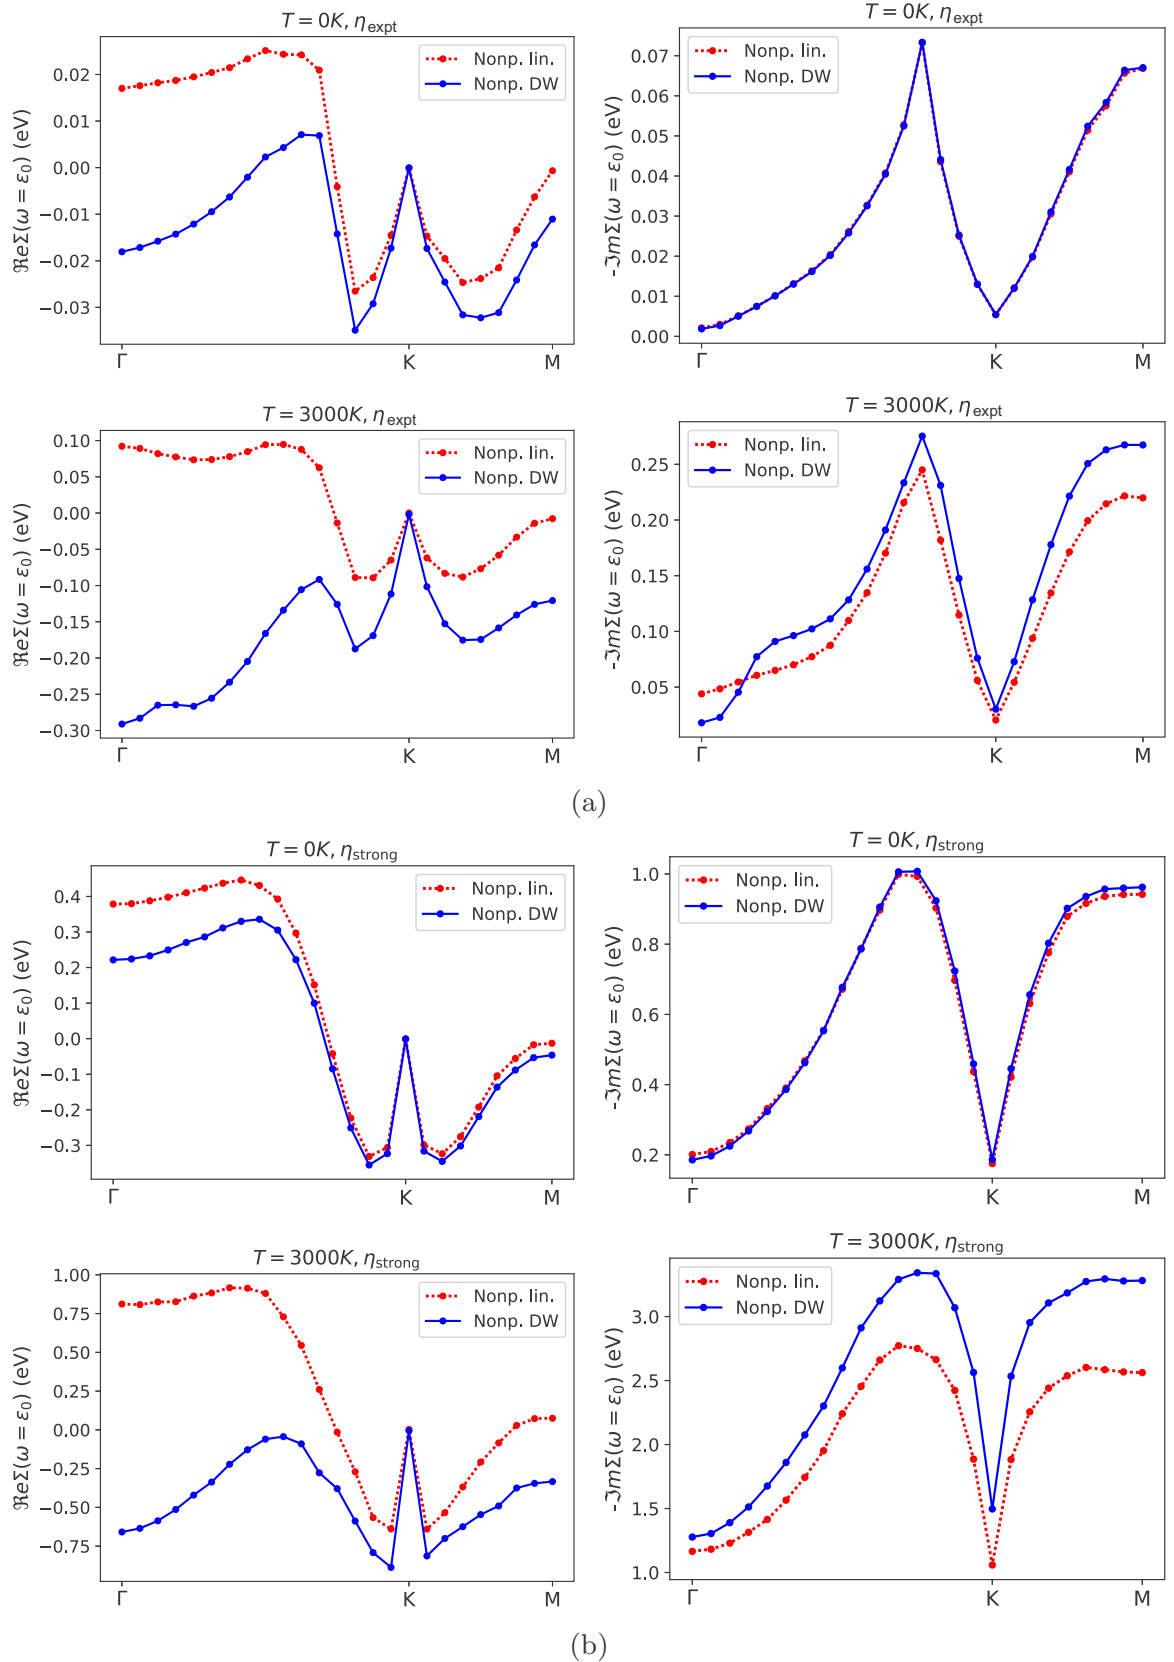 T = 0K, η_expt
ℜeΣ(ω = ε₀) (eV)
0.02
0.01
0.00
−0.01
−0.02
−0.03
Nonp. lin.
Nonp. DW
Γ
K
M
T = 0K, η_expt
-ℑmΣ(ω = ε₀) (eV)
0.07
0.06
0.05
0.04
0.03
0.02
0.01
0.00
Nonp. lin.
Nonp. DW
Γ
K
M
T = 3000K, η_expt
ℜeΣ(ω = ε₀) (eV)
0.10
0.05
0.00
−0.05
−0.10
−0.15
−0.20
−0.25
−0.30
Nonp. lin.
Nonp. DW
Γ
K
M
T = 3000K, η_expt
-ℑmΣ(ω = ε₀) (eV)
0.25
0.20
0.15
0.10
0.05
Nonp. lin.
Nonp. DW
Γ
K
M
(a)
T = 0K, η_strong
ℜeΣ(ω = ε₀) (eV)
0.4
0.3
0.2
0.1
0.0
−0.1
−0.2
−0.3
Nonp. lin.
Nonp. DW
Γ
K
M
T = 0K, η_strong
-ℑmΣ(ω = ε₀) (eV)
1.0
0.8
0.6
0.4
0.2
Nonp. lin.
Nonp. DW
Γ
K
M
T = 3000K, η_strong
ℜeΣ(ω = ε₀) (eV)
1.00
0.75
0.50
0.25
0.00
−0.25
−0.50
−0.75
Nonp. lin.
Nonp. DW
Γ
K
M
T = 3000K, η_strong
-ℑmΣ(ω = ε₀) (eV)
3.0
2.5
2.0
1.5
1.0
Nonp. lin.
Nonp. DW
Γ
K
M
(b)